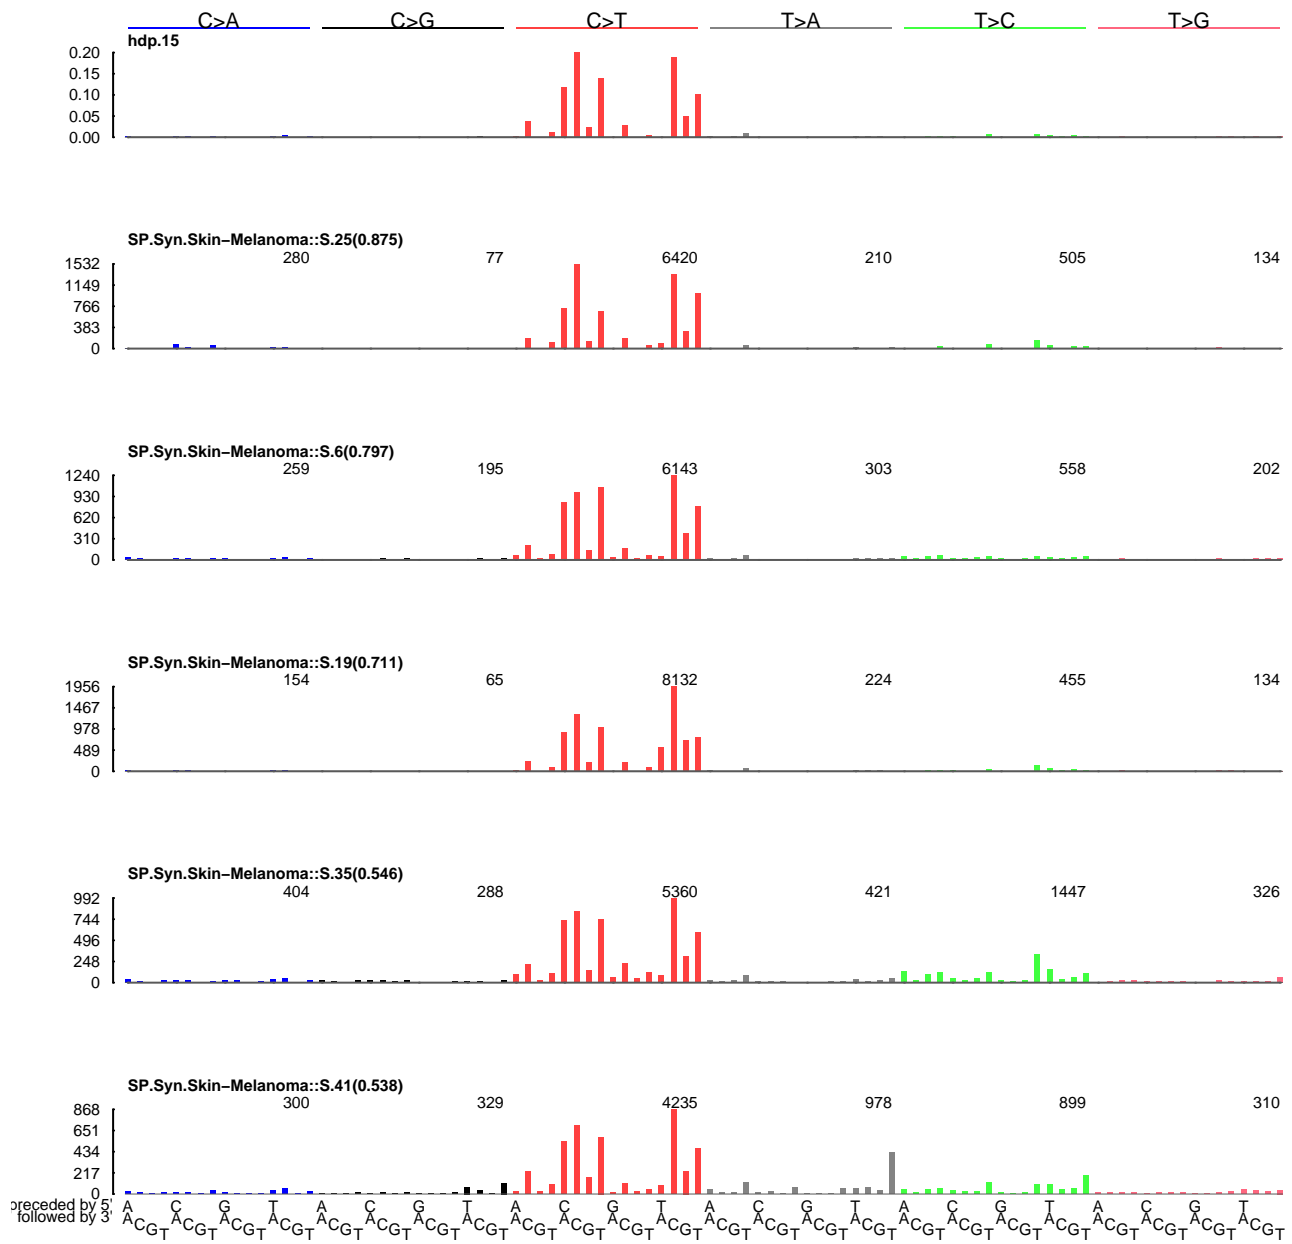 C>A C>G C>T T>A T>C T>G
hdp.15
0.20
0.15
0.10
0.05
0.00
SP.Syn.Skin−Melanoma::S.25(0.875)
280 77 6420 210 505 134
1532
1149
766
383
0
SP.Syn.Skin−Melanoma::S.6(0.797)
259 195 6143 303 558 202
1240
930
620
310
0
SP.Syn.Skin−Melanoma::S.19(0.711)
154 65 8132 224 455 134
1956
1467
978
489
0
SP.Syn.Skin−Melanoma::S.35(0.546)
404 288 5360 421 1447 326
992
744
496
248
0
SP.Syn.Skin−Melanoma::S.41(0.538)
300 329 4235 978 899 310
868
651
434
217
0
preceded by 5' A C G T A C G T A C G T A C G T A C G T A C G T
followed by 3' A C G T A C G T A C G T A C G T A C G T A C G T A C G T A C G T A C G T A C G T A C G T A C G T A C G T A C G T A C G T A C G T A C G T A C G T A C G T A C G T A C G T A C G T A C G T A C G T